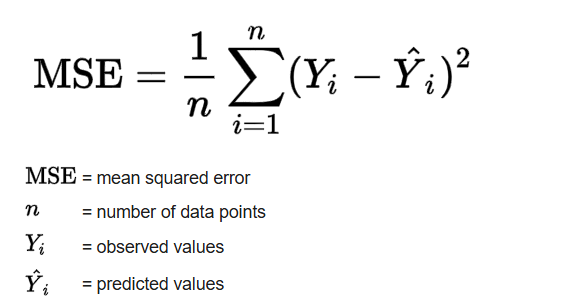 MSE = 1/n ∑_{i=1}^{n} (Y_i − Ŷ_i)²
MSE = mean squared error
n = number of data points
Y_i = observed values
Ŷ_i = predicted values